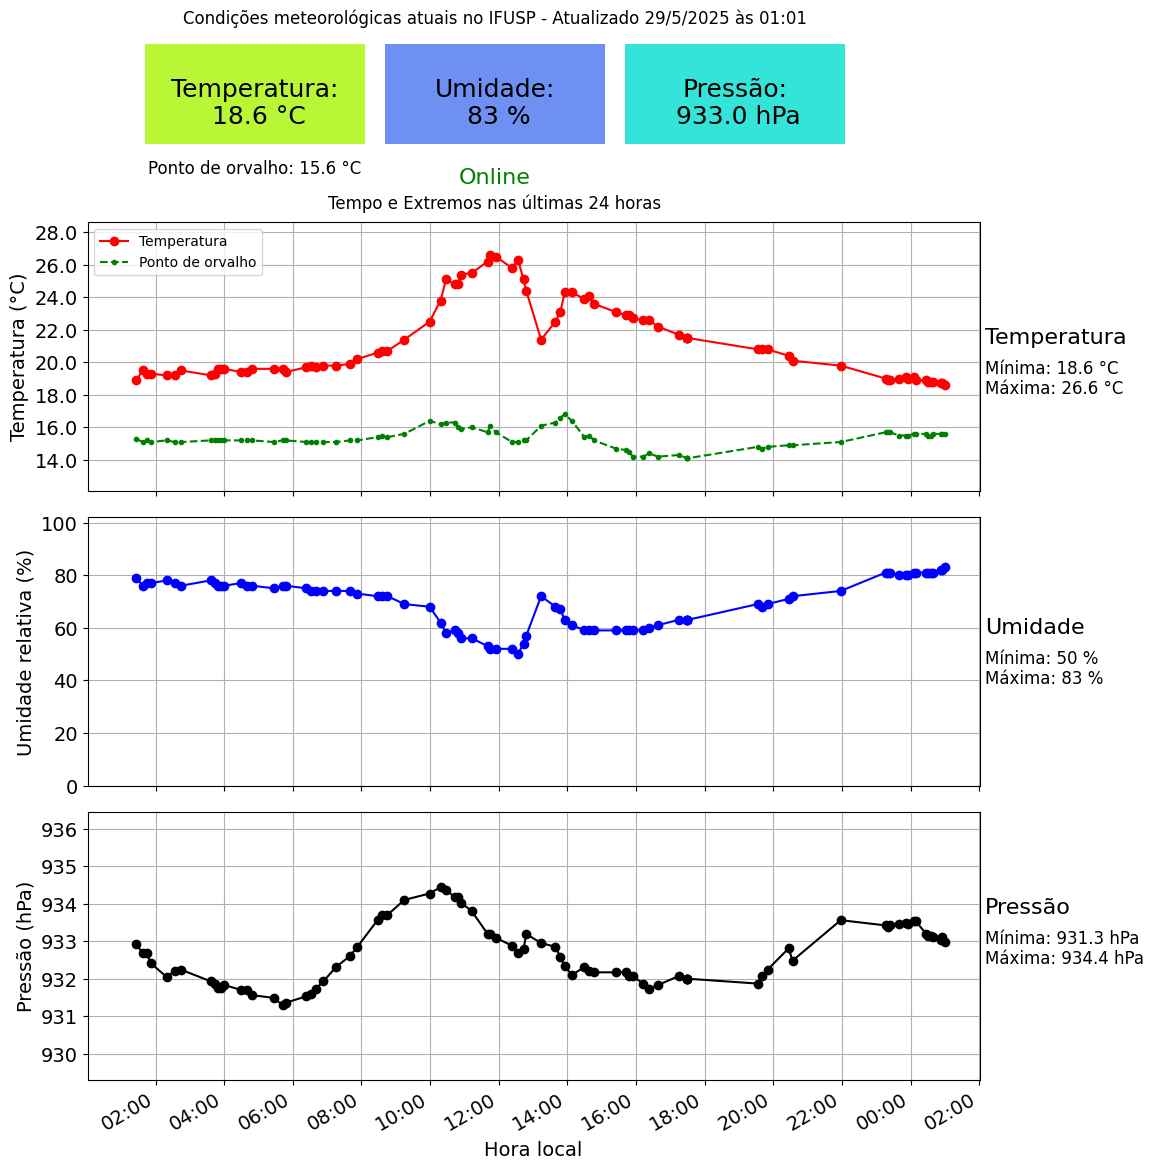 Condições meteorológicas atuais no IFUSP - Atualizado 29/5/2025 às 01:01
Temperatura:
18.6 °C
Umidade:
83 %
Pressão:
933.0 hPa
Ponto de orvalho: 15.6 °C
Online
Tempo e Extremos nas últimas 24 horas
Temperatura (°C)
28.0
26.0
24.0
22.0
20.0
18.0
16.0
14.0
Temperatura
Ponto de orvalho
Temperatura
Mínima: 18.6 °C
Máxima: 26.6 °C
Umidade relativa (%)
100
80
60
40
20
0
Umidade
Mínima: 50 %
Máxima: 83 %
Pressão (hPa)
936
935
934
933
932
931
930
Pressão
Mínima: 931.3 hPa
Máxima: 934.4 hPa
02:00
04:00
06:00
08:00
10:00
12:00
14:00
16:00
18:00
20:00
22:00
00:00
02:00
Hora local